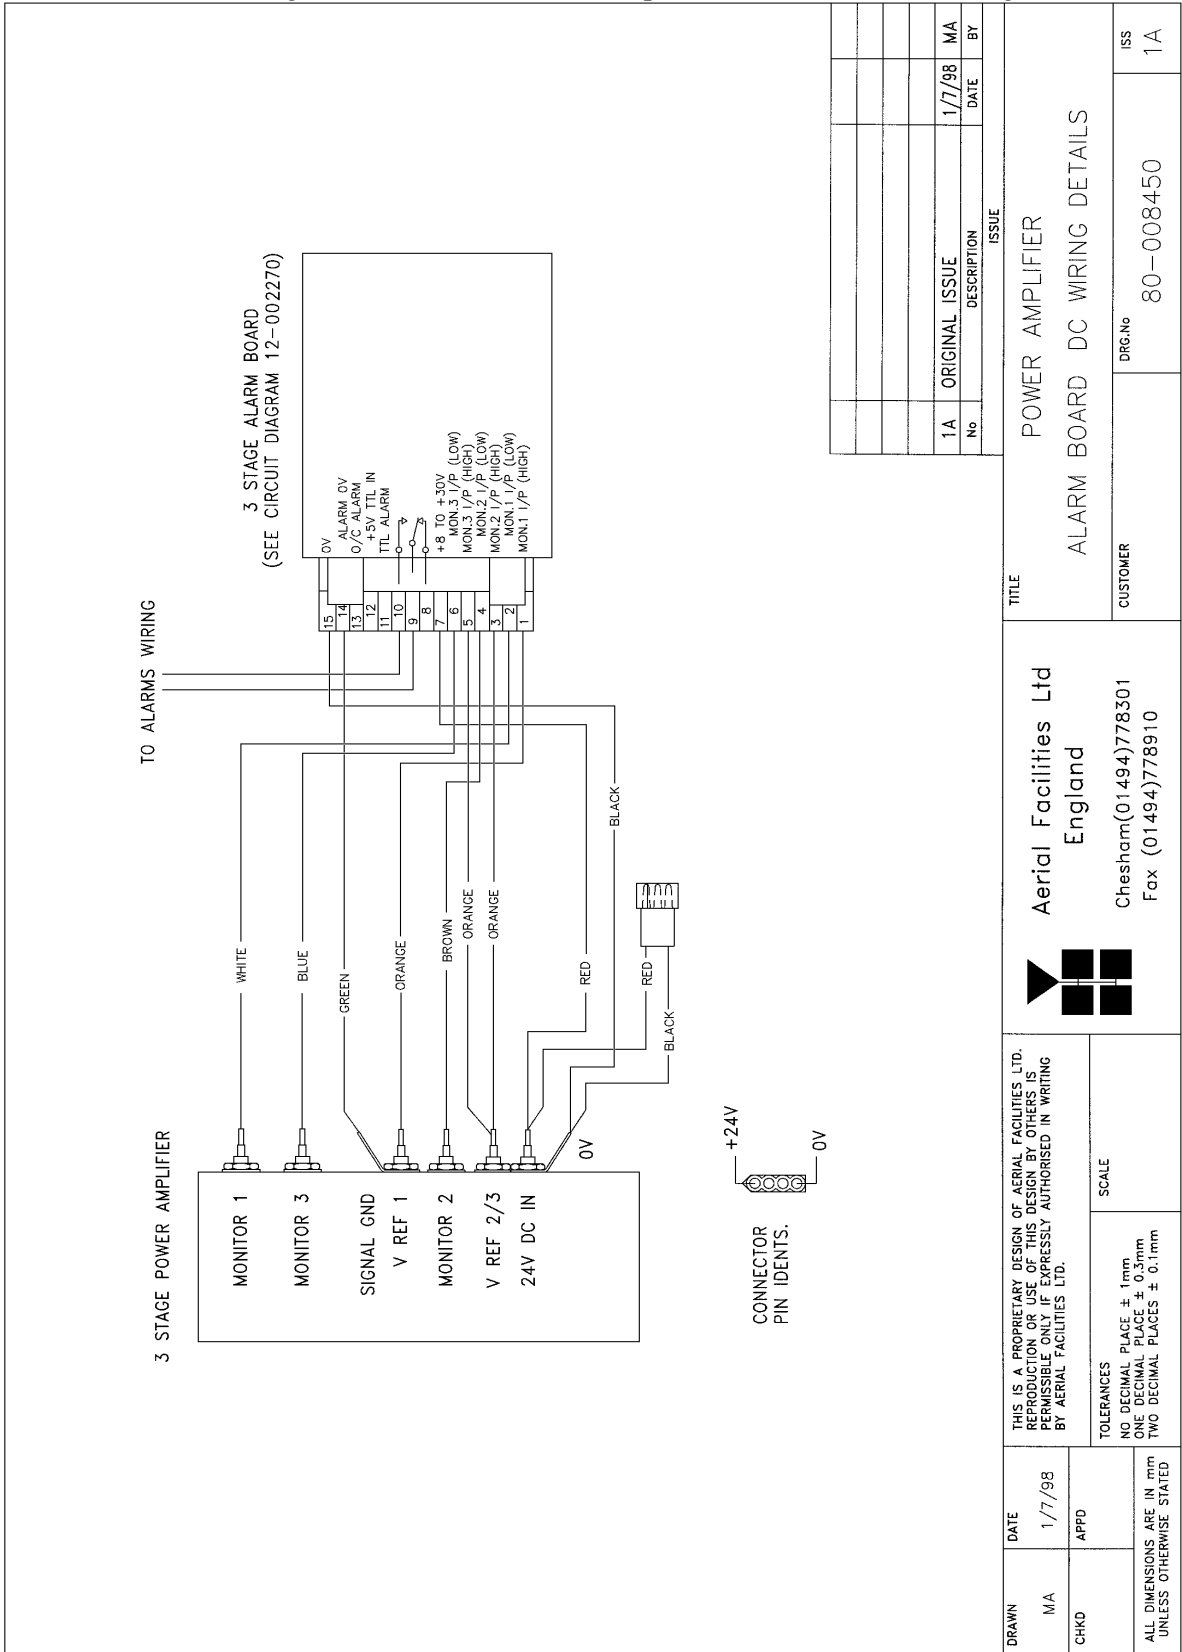 3 STAGE POWER AMPLIFIER
MONITOR 1
MONITOR 3
SIGNAL GND
V REF 1
MONITOR 2
V REF 2/3
24V DC IN
0V
WHITE
BLUE
GREEN
ORANGE
BROWN
ORANGE
ORANGE
RED
BLACK
RED
BLACK
TO ALARMS WIRING
3 STAGE ALARM BOARD
(SEE CIRCUIT DIAGRAM 12-002270)
15
14
13
12
11
10
9
8
7
6
5
4
3
2
1
0V
ALARM 0V
O/C ALARM
+5V TTL IN
TTL ALARM
+8 TO +30V
MON.3 I/P (LOW)
MON.3 I/P (HIGH)
MON.2 I/P (LOW)
MON.2 I/P (HIGH)
MON.1 I/P (LOW)
MON.1 I/P (HIGH)
CONNECTOR
PIN IDENTS.
+24V
0V
1A ORIGINAL ISSUE 1/7/98 MA
No DESCRIPTION DATE BY
ISSUE
DRAWN
MA
DATE
1/7/98
CHKD
APPD
ALL DIMENSIONS ARE IN mm
UNLESS OTHERWISE STATED
THIS IS A PROPRIETARY DESIGN OF AERIAL FACILITIES LTD.
REPRODUCTION OR USE OF THIS DESIGN BY OTHERS IS
PERMISSIBLE ONLY IF EXPRESSLY AUTHORISED IN WRITING
BY AERIAL FACILITIES LTD.
TOLERANCES
NO DECIMAL PLACE ± 1mm
ONE DECIMAL PLACE ± 0.3mm
TWO DECIMAL PLACES ± 0.1mm
SCALE
Aerial Facilities Ltd
England
Chesham(01494)778301
Fax (01494)778910
TITLE
POWER AMPLIFIER
ALARM BOARD DC WIRING DETAILS
CUSTOMER
DRG.No
80-008450
ISS
1A